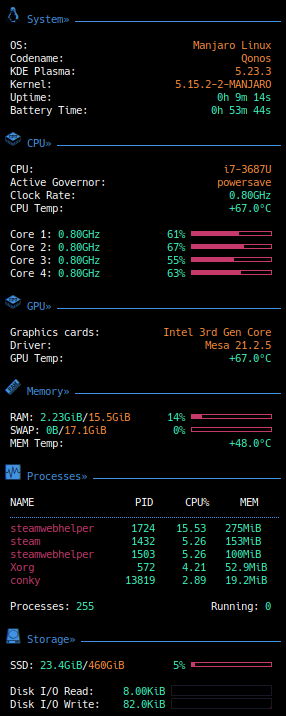 System»
OS: Manjaro Linux
Codename: Qonos
KDE Plasma: 5.23.3
Kernel: 5.15.2-2-MANJARO
Uptime: 0h 9m 14s
Battery Time: 0h 53m 44s
CPU»
CPU: i7-3687U
Active Governor: powersave
Clock Rate: 0.80GHz
CPU Temp: +67.0°C
Core 1: 0.80GHz 61%
Core 2: 0.80GHz 67%
Core 3: 0.80GHz 55%
Core 4: 0.80GHz 63%
GPU»
Graphics cards: Intel 3rd Gen Core
Driver: Mesa 21.2.5
GPU Temp: +67.0°C
Memory»
RAM: 2.23GiB/15.5GiB 14%
SWAP: 0B/17.1GiB 0%
MEM Temp: +48.0°C
Processes»
NAME PID CPU% MEM
steamwebhelper 1724 15.53 275MiB
steam 1432 5.26 153MiB
steamwebhelper 1503 5.26 100MiB
Xorg 572 4.21 52.9MiB
conky 13819 2.89 19.2MiB
Processes: 255 Running: 0
Storage»
SSD: 23.4GiB/460GiB 5%
Disk I/O Read: 8.00KiB
Disk I/O Write: 82.0KiB